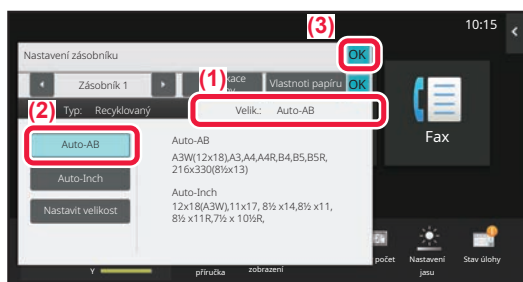 (3)
10:15
Nastavení zásobníku
OK
Zásobník 1
(1)
Vlastnoti papíru
OK
(2)
Typ:
Recyklovaný
Velik.:
Auto-AB
Auto-AB
Auto-Inch
Nastavit velikost
Auto-AB
A3W(12x18),A3,A4,A4R,B4,B5,B5R,
216x330(8½x13)
Auto-Inch
12x18(A3W),11x17, 8½ x14,8½ x11,
8½ x11R,7½ x 10½R,
Fax
Y
příručka
zobrazení
počet
Nastavení
jasu
Stav úlohy